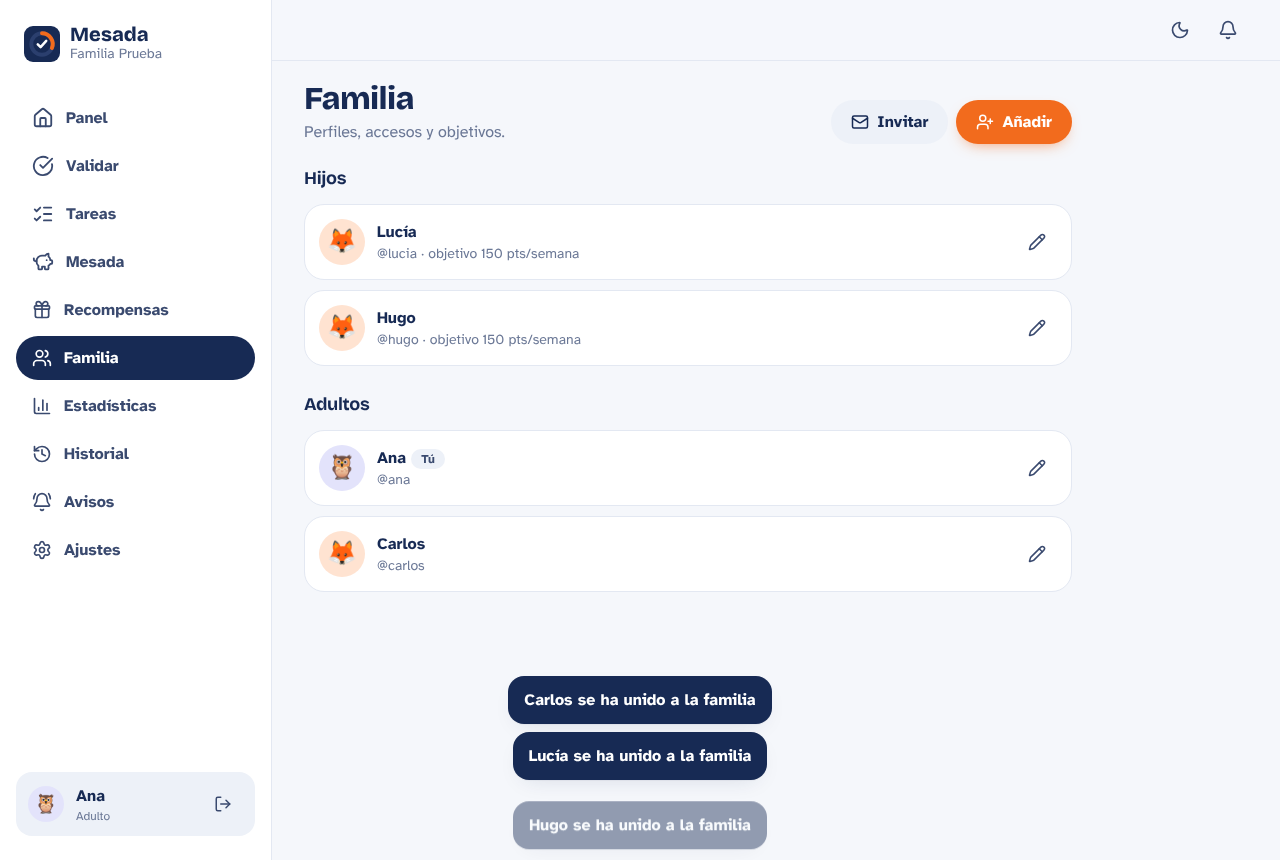 Mesada
Familia Prueba
Panel
Validar
Tareas
Mesada
Recompensas
Familia
Estadísticas
Historial
Avisos
Ajustes
Ana
Adulto
Familia
Perfiles, accesos y objetivos.
Invitar
Añadir
Hijos
Lucía
@lucia · objetivo 150 pts/semana
Hugo
@hugo · objetivo 150 pts/semana
Adultos
Ana Tú
@ana
Carlos
@carlos
Carlos se ha unido a la familia
Lucía se ha unido a la familia
Hugo se ha unido a la familia